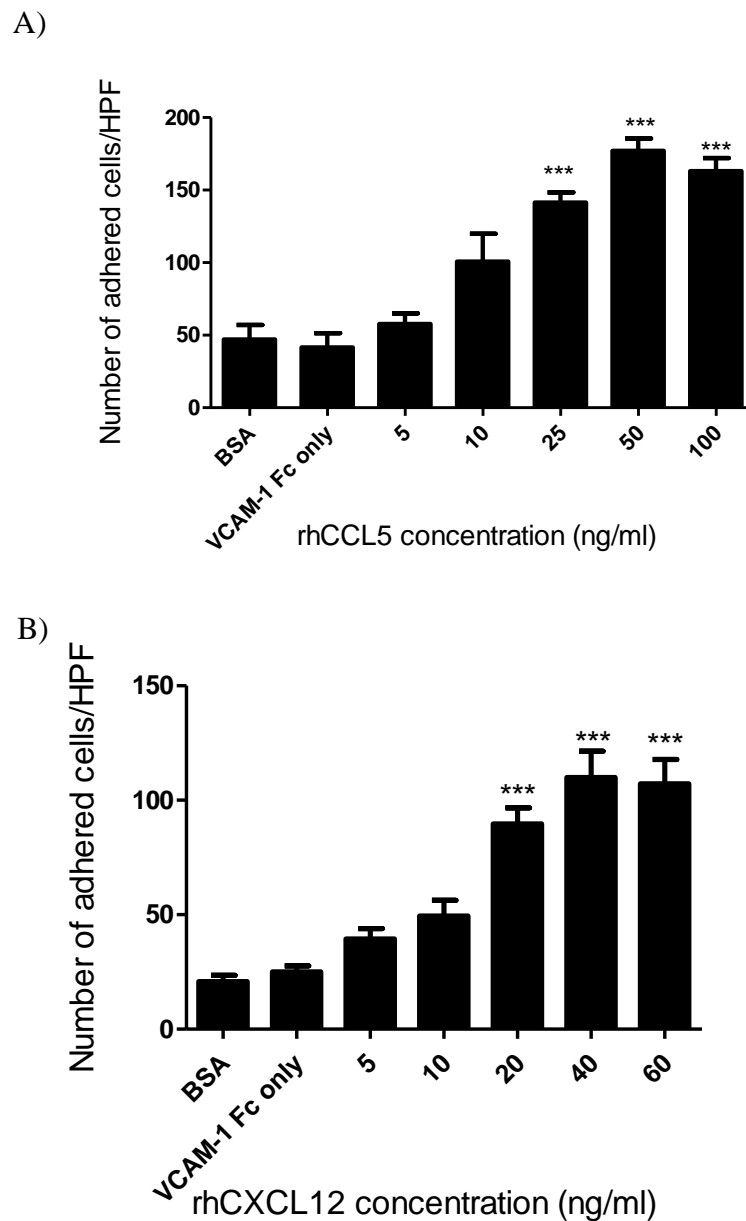 A)
Number of adhered cells/HPF
200
150
100
50
0
***
***
***
BSA
VCAM-1 Fc only
5
10
25
50
100
rhCCL5 concentration (ng/ml)
B)
Number of adhered cells/HPF
150
100
50
0
***
***
***
BSA
VCAM-1 Fc only
5
10
20
40
60
rhCXCL12 concentration (ng/ml)